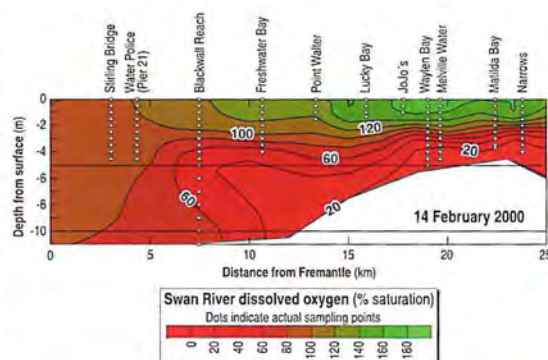 Stirling Bridge
Water Police
(Pier 21)
Blackwall Reach
Freshwater Bay
Point Walter
Lucky Bay
JoJo's
Waylen Bay
Melville Water
Matilda Bay
Narrows
Depth from surface (m)
0
-2
-4
-6
-8
-10
100
120
60
20
60
20
14 February 2000
0 5 10 15 20 25
Distance from Fremantle (km)
Swan River dissolved oxygen (% saturation)
Dots indicate actual sampling points
0 20 40 60 80 100 120 140 160 180